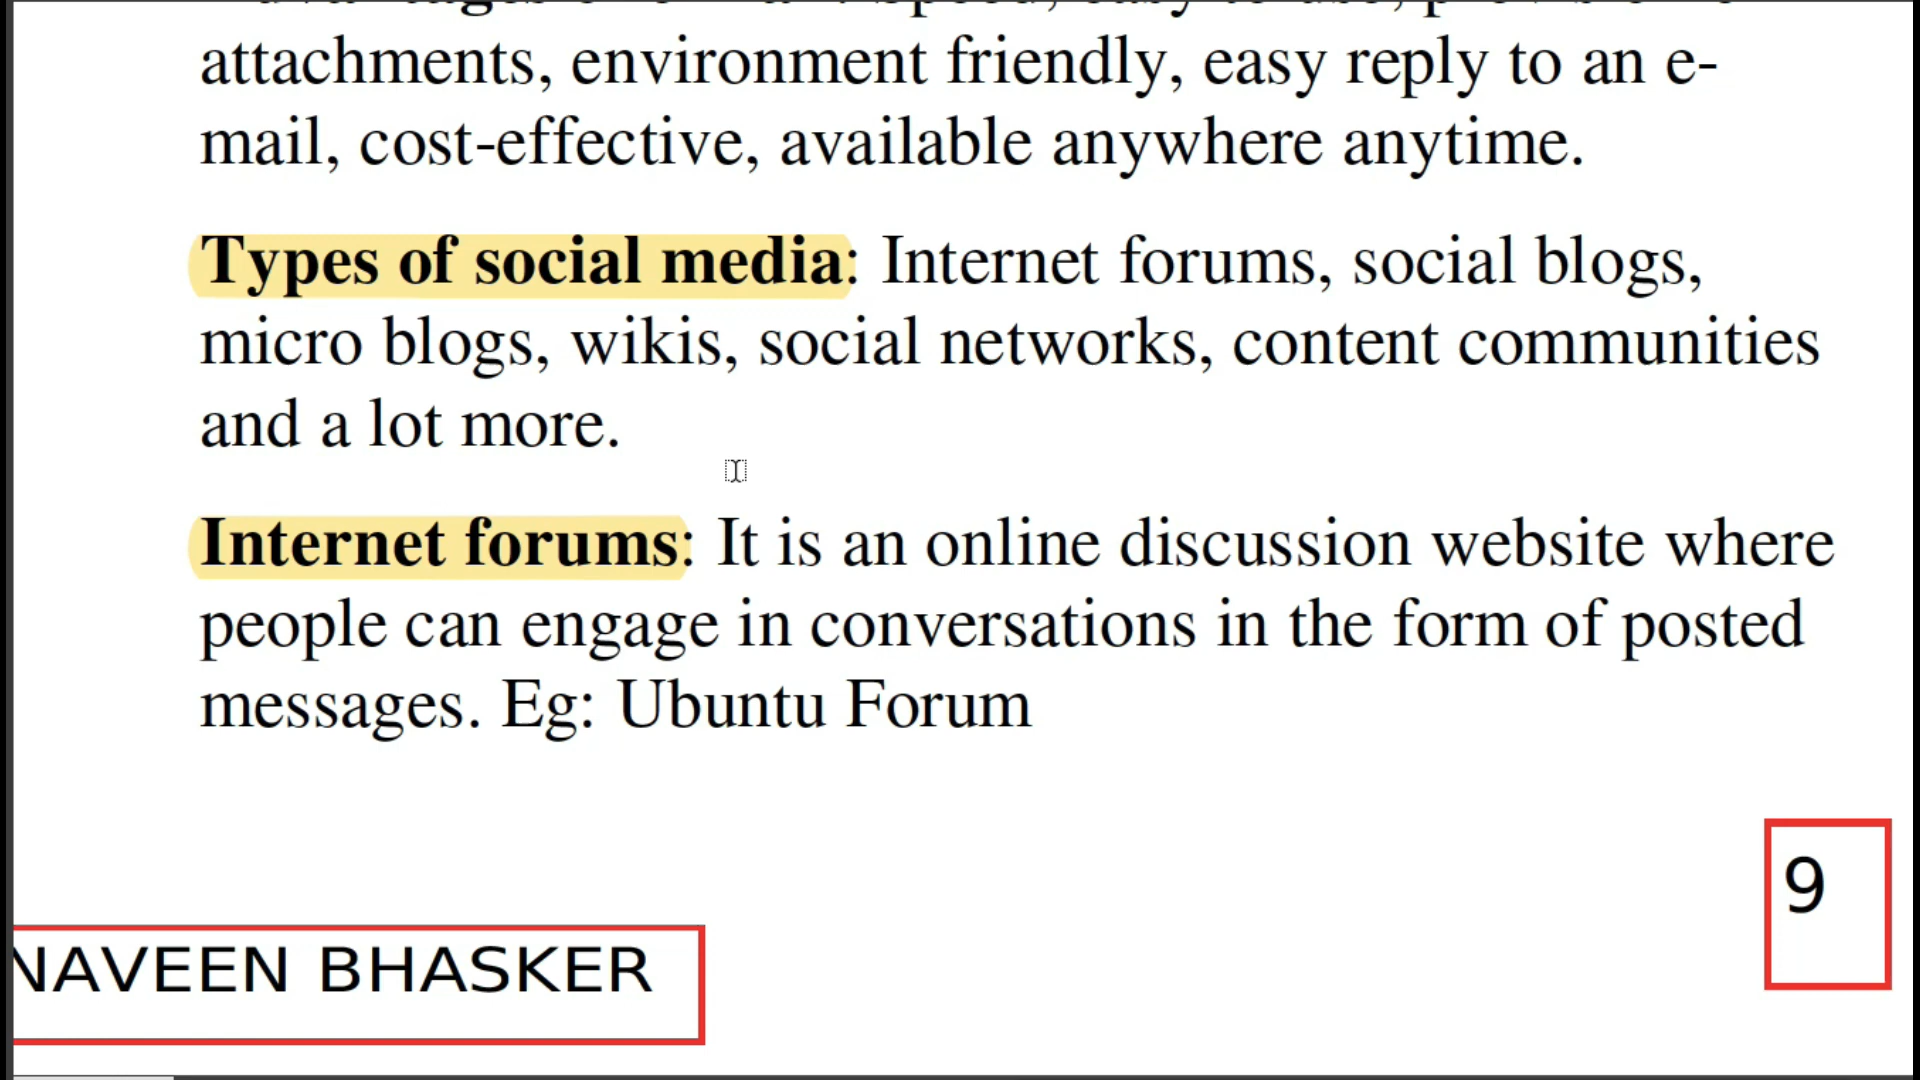 attachments, environment friendly, easy reply to an e-
mail, cost-effective, available anywhere anytime.
Types of social media: Internet forums, social blogs,
micro blogs, wikis, social networks, content communities
and a lot more.
Internet forums: It is an online discussion website where
people can engage in conversations in the form of posted
messages. Eg: Ubuntu Forum
9
NAVEEN BHASKER